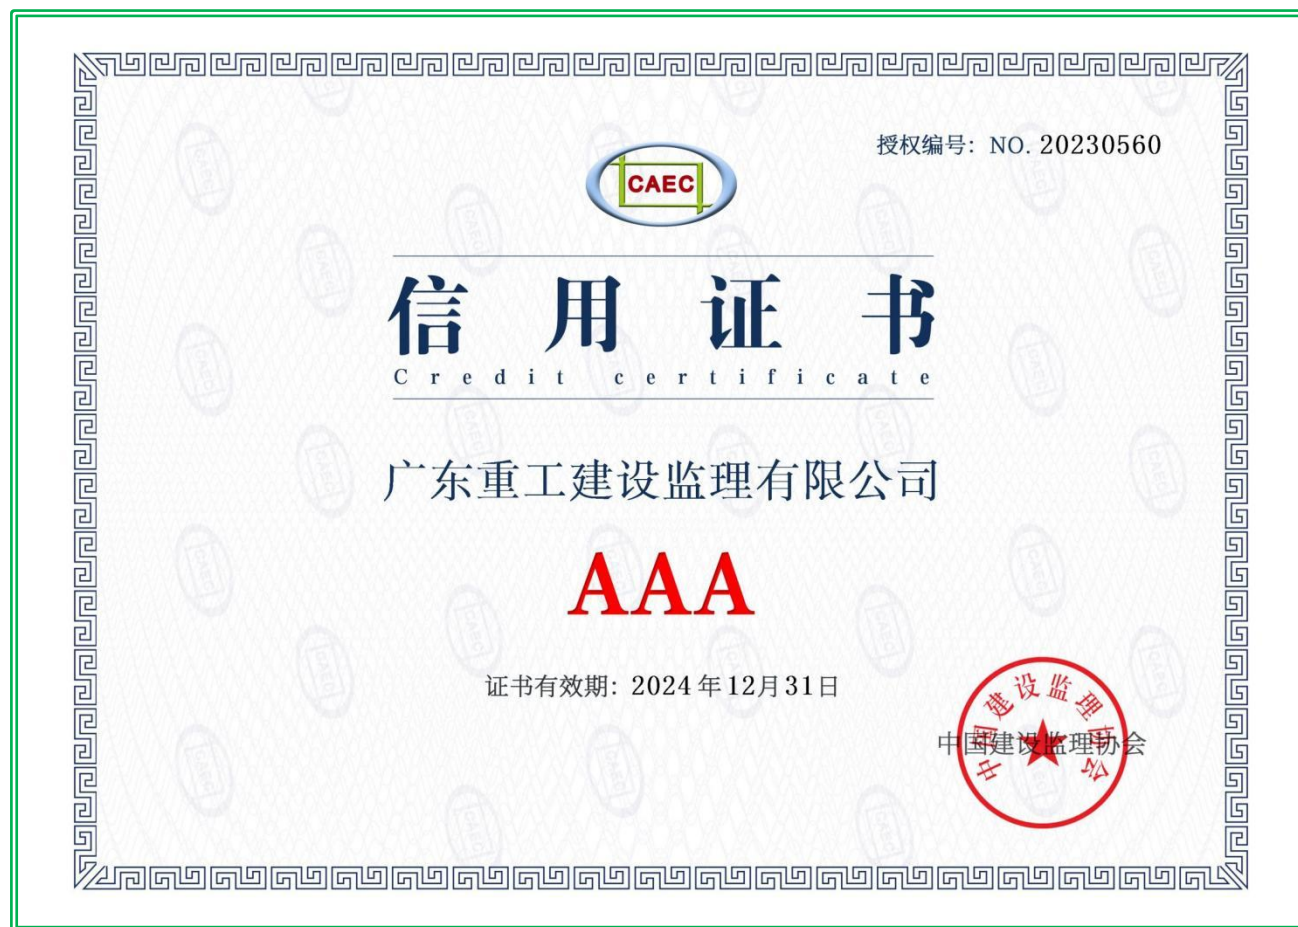 授权编号：NO. 20230560
CAEC
信用证书
Credit certificate
广东重工建设监理有限公司
AAA
证书有效期：2024年12月31日
中国建设监理协会
中国建设监理协会